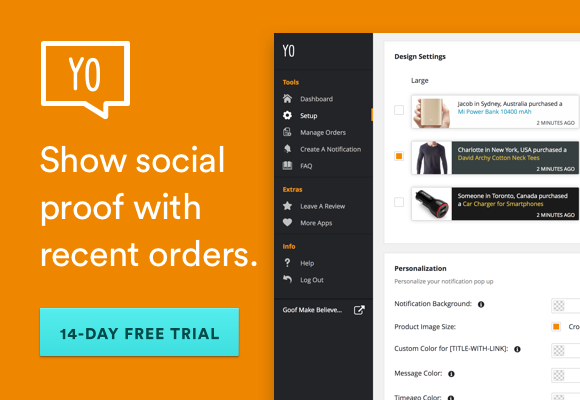 YO
Show social
proof with
recent orders.
14-DAY FREE TRIAL
YO
Tools
Dashboard
Setup
Manage Orders
Create A Notification
FAQ
Extras
Leave A Review
More Apps
Info
Help
Log Out
Goof Make Believe...
Design Settings
Large
Jacob in Sydney, Australia purchased a
Mi Power Bank 10400 mAh
2 MINUTES AGO
Charlotte in New York, USA purchased a
David Archy Cotton Neck Tees
2 MINUTES AGO
Someone in Toronto, Canada purchased
a Car Charger for Smartphones
2 MINUTES AGO
Personalization
Personalize your notification pop up
Notification Background:
Product Image Size:
Cro
Custom Color for [TITLE-WITH-LINK]:
Message Color:
Timeago Color: